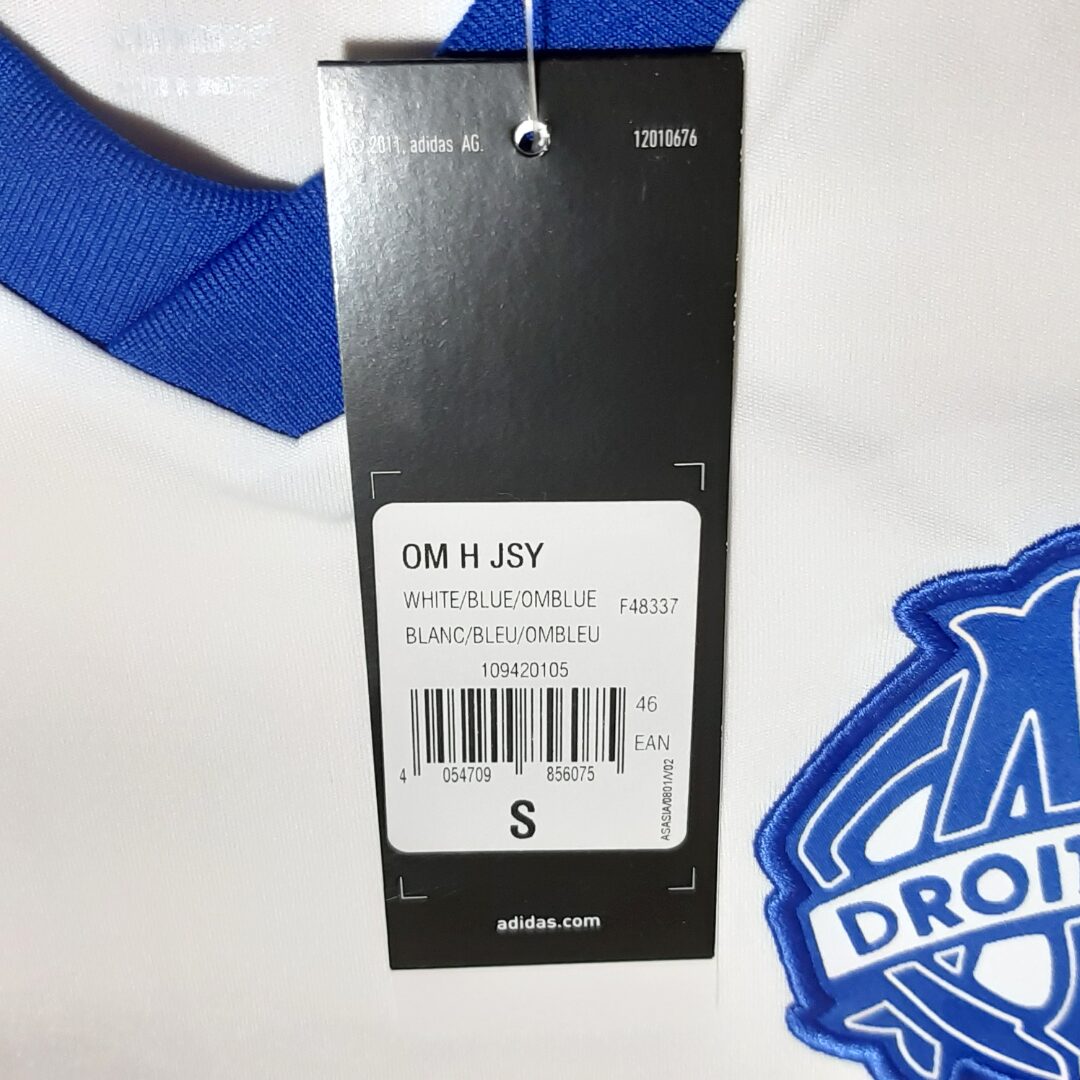 © 2011, adidas AG.
12010676
OM H JSY
WHITE/BLUE/OMBLUE
F48337
BLANC/BLEU/OMBLEU
109420105
46
EAN
4 054709 856075
ASASIA/0801/V02
S
adidas.com
DROIT